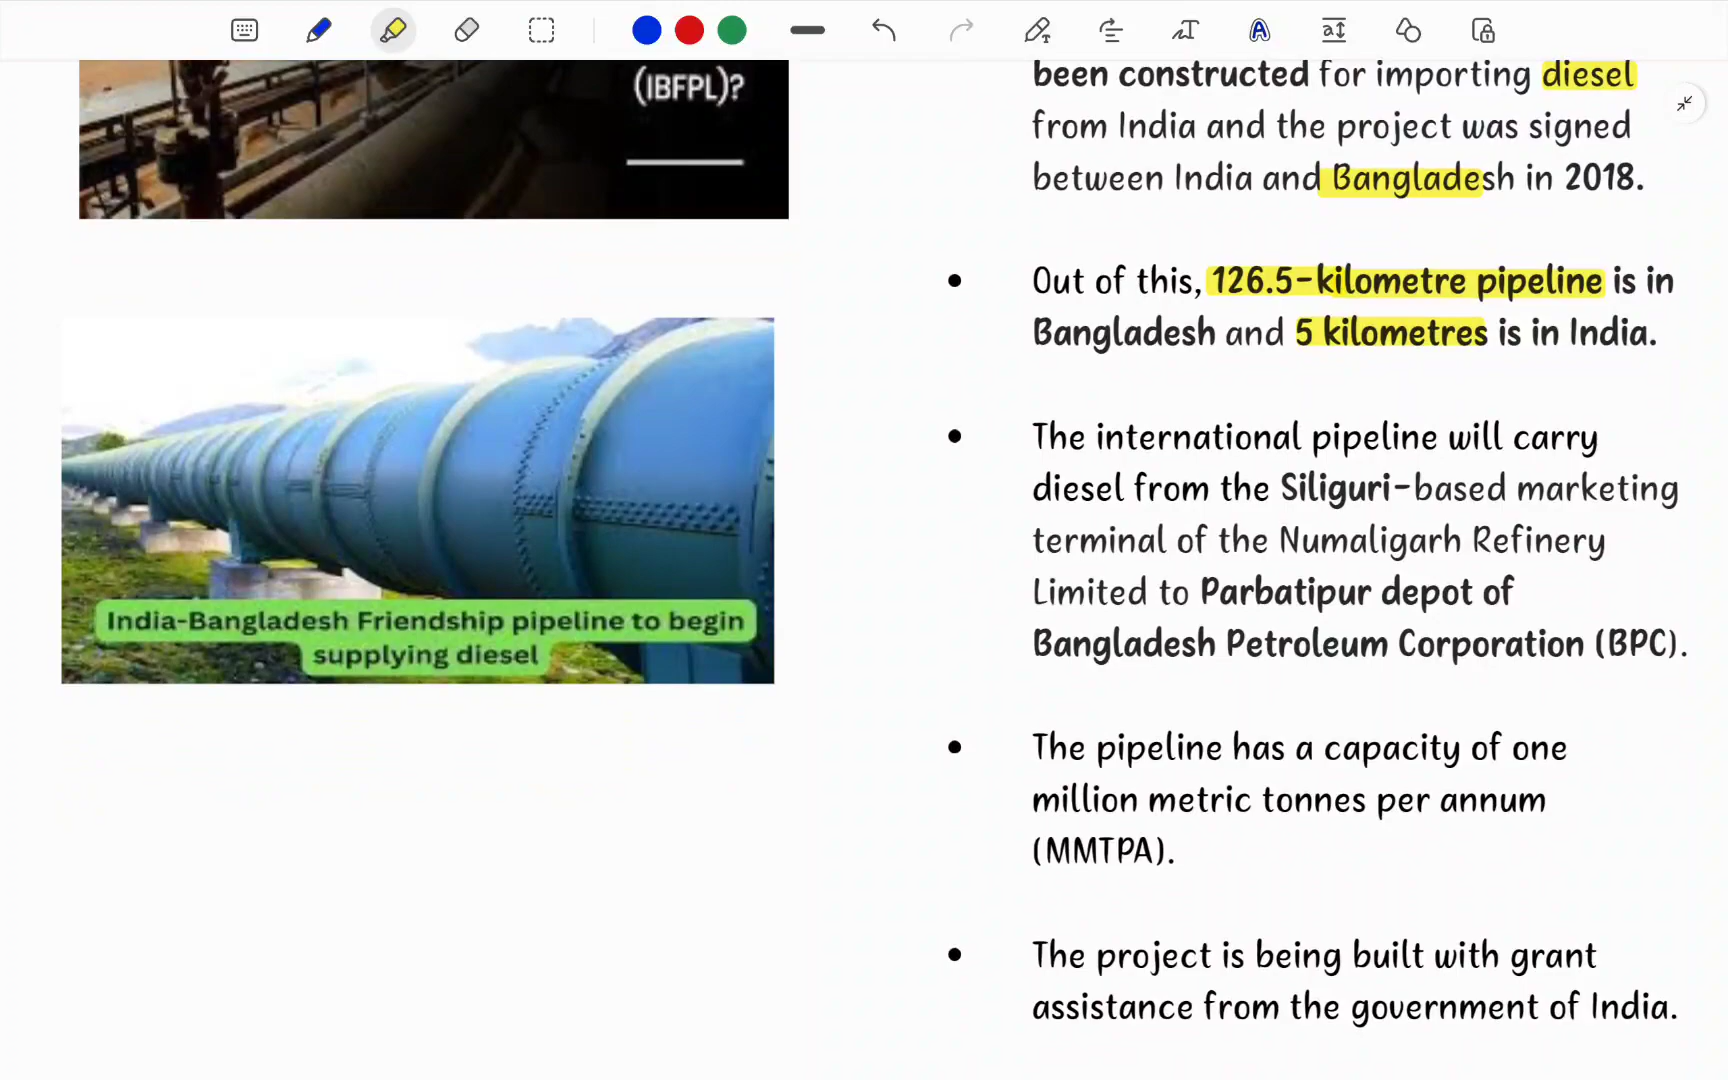 (IBFPL)?
India-Bangladesh Friendship pipeline to begin
supplying diesel
been constructed for importing diesel
from India and the project was signed
between India and Bangladesh in 2018.
• Out of this, 126.5-kilometre pipeline is in
Bangladesh and 5 kilometres is in India.
• The international pipeline will carry
diesel from the Siliguri-based marketing
terminal of the Numaligarh Refinery
Limited to Parbatipur depot of
Bangladesh Petroleum Corporation (BPC).
• The pipeline has a capacity of one
million metric tonnes per annum
(MMTPA).
• The project is being built with grant
assistance from the government of India.